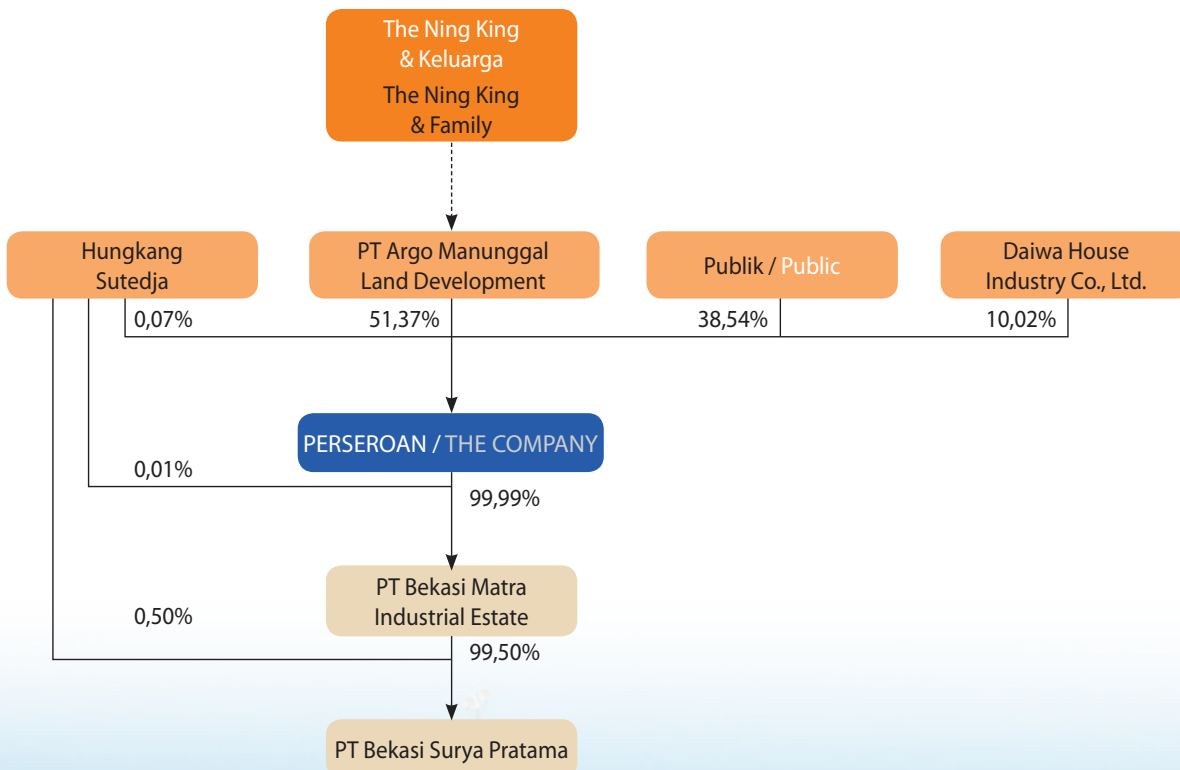 The Ning King
& Keluarga
The Ning King
& Family
Hungkang
Sutedja
PT Argo Manunggal
Land Development
Publik / Public
Daiwa House
Industry Co., Ltd.
0,07%
51,37%
38,54%
10,02%
PERSEROAN / THE COMPANY
0,01%
99,99%
PT Bekasi Matra
Industrial Estate
0,50%
99,50%
PT Bekasi Surya Pratama